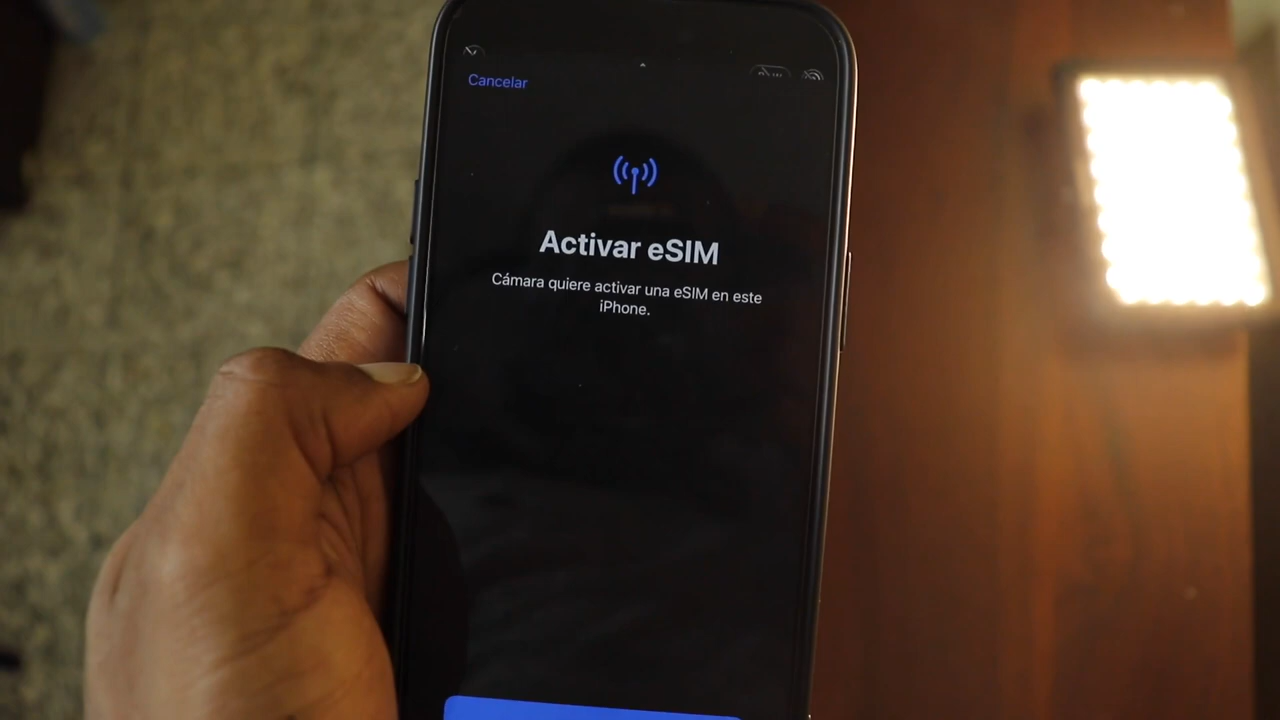 Cancelar
Activar eSIM
Cámara quiere activar una eSIM en este
iPhone.